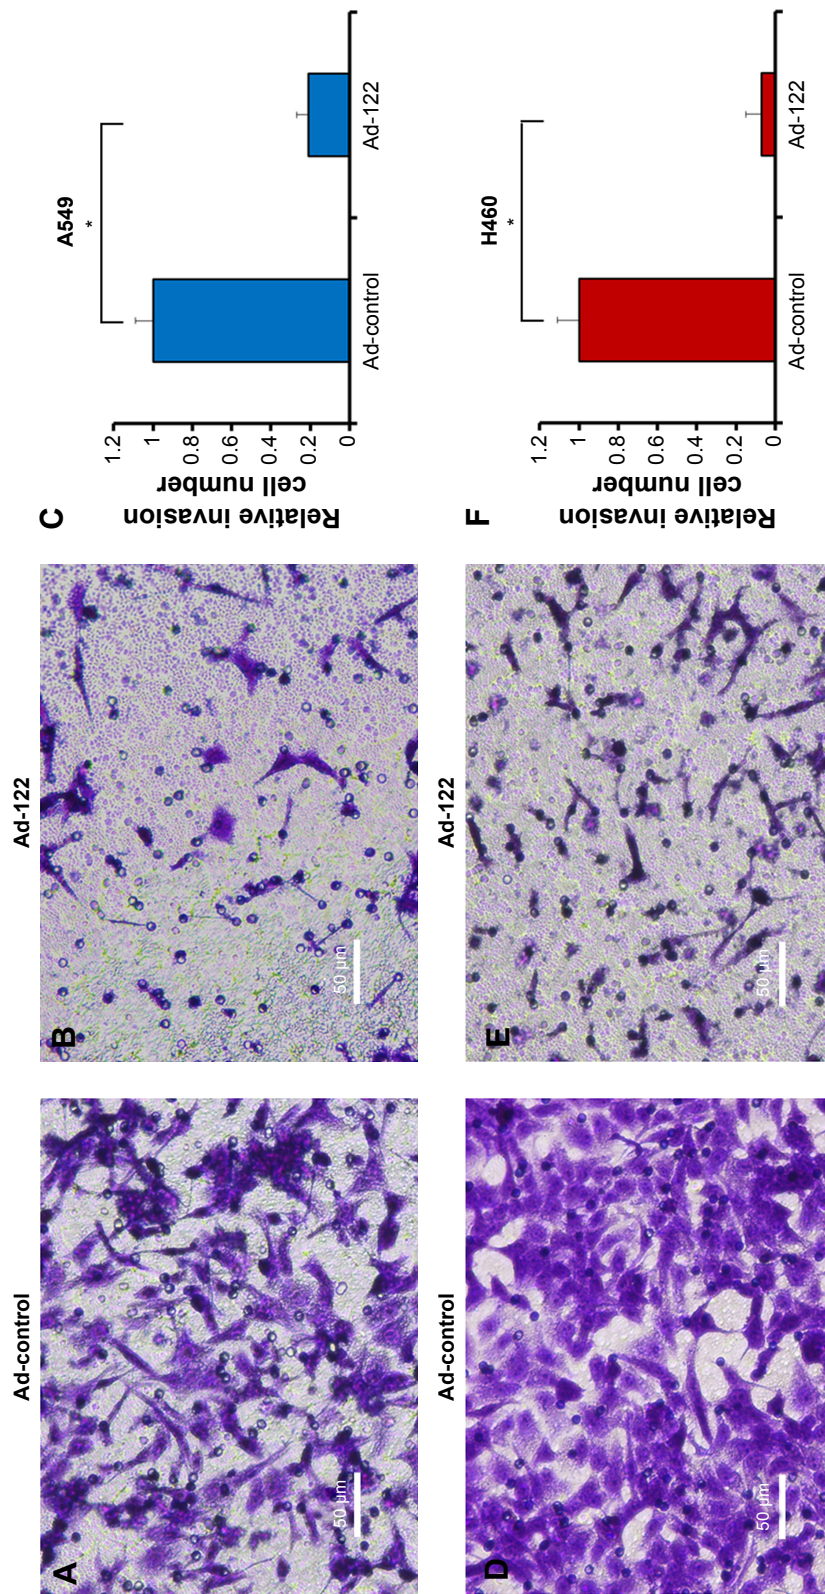 Ad-control
Ad-122
A
50 µm
B
50 µm
C
A549
*
Relative invasion
cell number
1.2
1
0.8
0.6
0.4
0.2
0
Ad-control
Ad-122
Ad-control
Ad-122
D
50 µm
E
50 µm
F
H460
*
Relative invasion
cell number
1.2
1
0.8
0.6
0.4
0.2
0
Ad-control
Ad-122